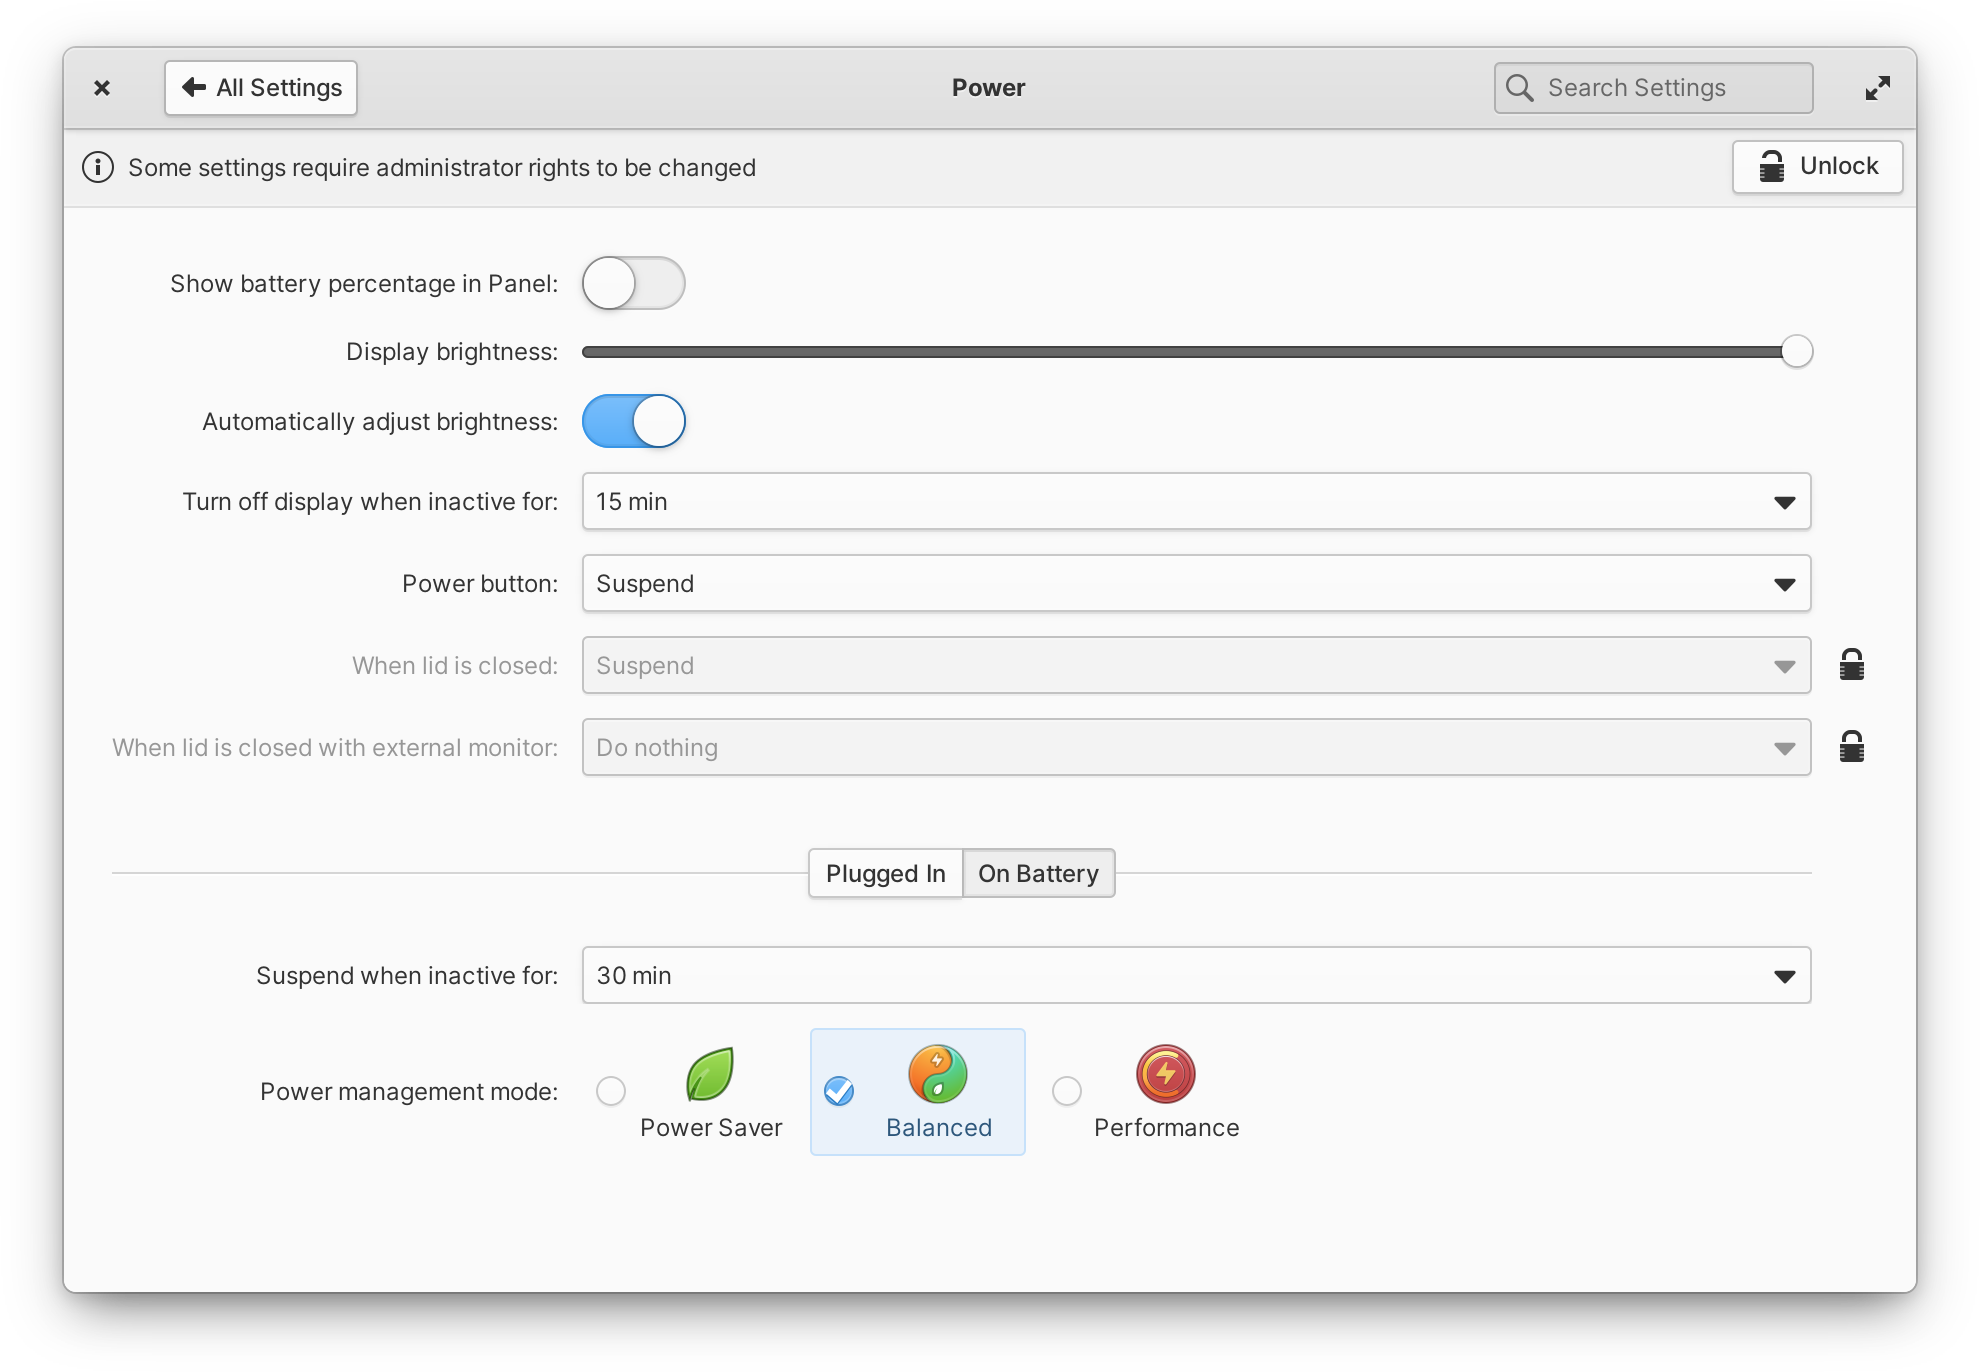 All Settings
Power
Search Settings
Some settings require administrator rights to be changed
Unlock
Show battery percentage in Panel:
Display brightness:
Automatically adjust brightness:
Turn off display when inactive for: 15 min
Power button: Suspend
When lid is closed: Suspend
When lid is closed with external monitor: Do nothing
Plugged In On Battery
Suspend when inactive for: 30 min
Power management mode:
Power Saver Balanced Performance